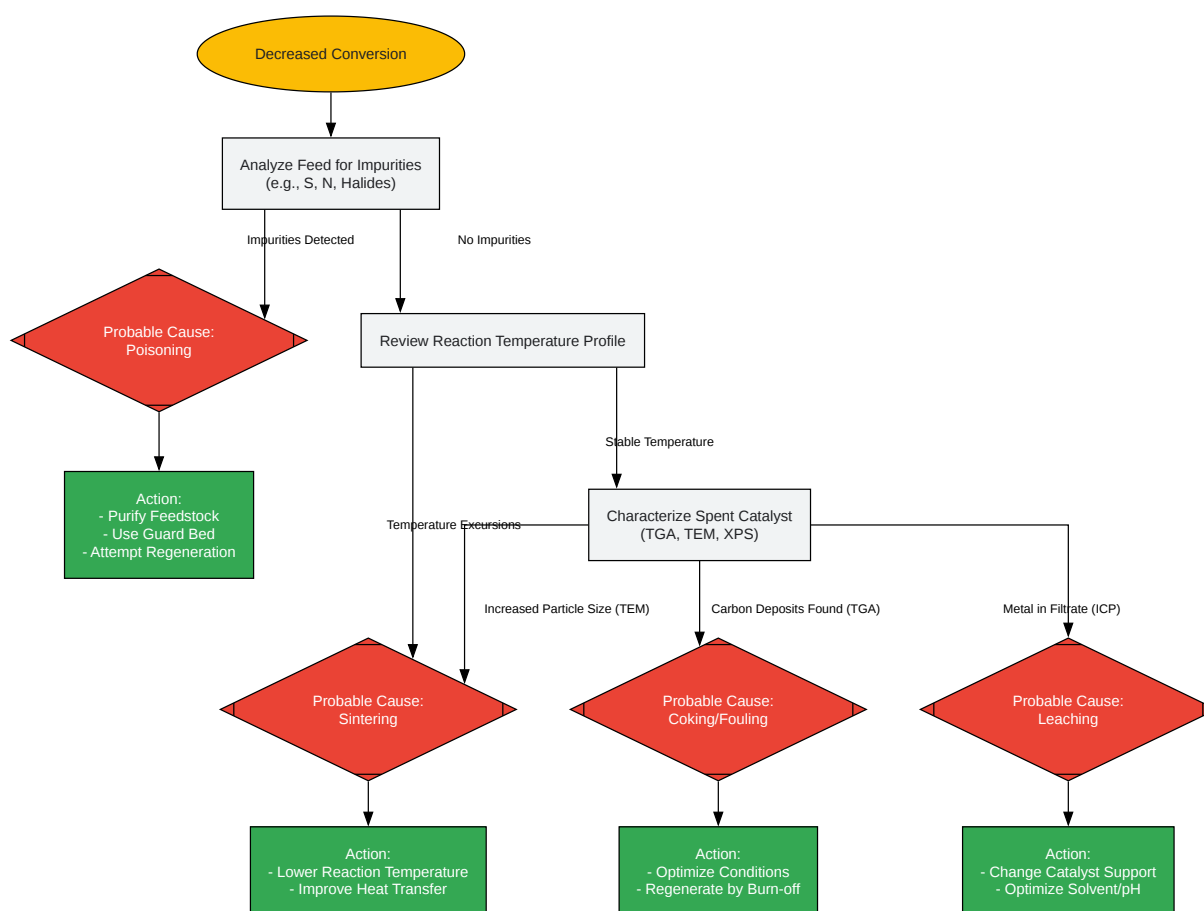 Decreased Conversion
Analyze Feed for Impurities
(e.g., S, N, Halides)
Impurities Detected
No Impurities
Probable Cause:
Poisoning
Review Reaction Temperature Profile
Stable Temperature
Action:
- Purify Feedstock
- Use Guard Bed
- Attempt Regeneration
Temperature Excursions
Characterize Spent Catalyst
(TGA, TEM, XPS)
Increased Particle Size (TEM)
Carbon Deposits Found (TGA)
Metal in Filtrate (ICP)
Probable Cause:
Sintering
Probable Cause:
Coking/Fouling
Probable Cause:
Leaching
Action:
- Lower Reaction Temperature
- Improve Heat Transfer
Action:
- Optimize Conditions
- Regenerate by Burn-off
Action:
- Change Catalyst Support
- Optimize Solvent/pH